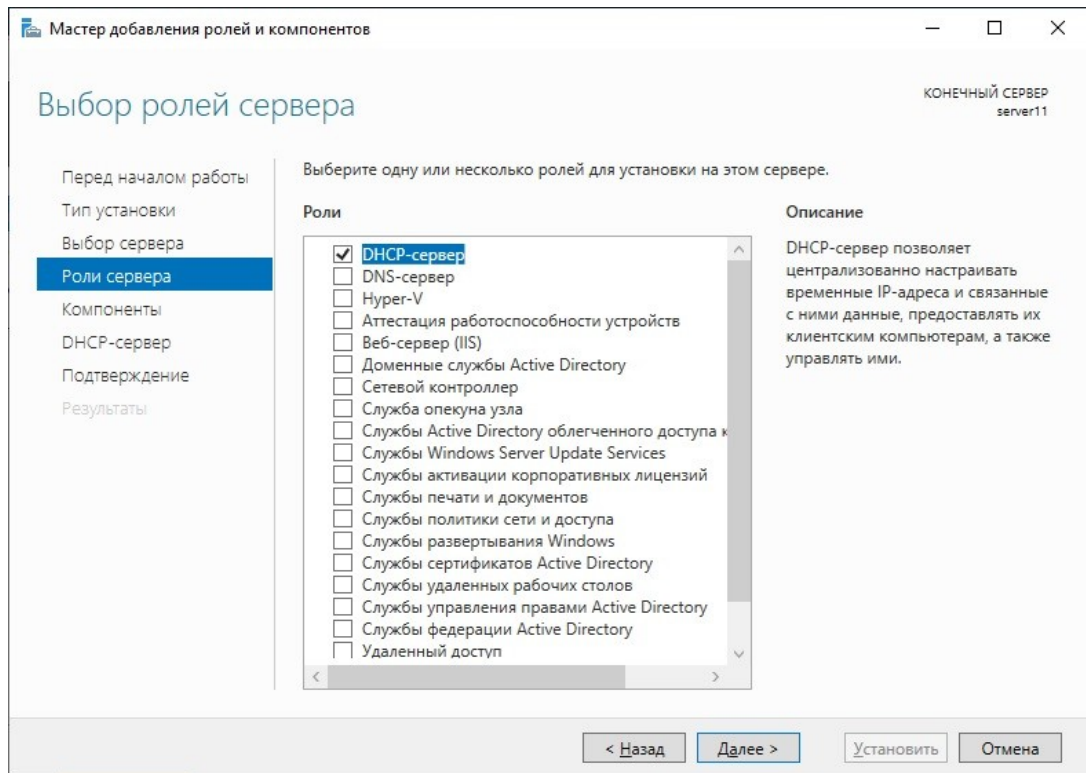 Мастер добавления ролей и компонентов
Выбор ролей сервера
КОНЕЧНЫЙ СЕРВЕР
server11
Перед началом работы
Тип установки
Выбор сервера
Роли сервера
Компоненты
DHCP-сервер
Подтверждение
Результаты
Выберите одну или несколько ролей для установки на этом сервере.
Роли
DHCP-сервер
DNS-сервер
Hyper-V
Аттестация работоспособности устройств
Веб-сервер (IIS)
Доменные службы Active Directory
Сетевой контроллер
Служба опекуна узла
Службы Active Directory облегченного доступа к
Службы Windows Server Update Services
Службы активации корпоративных лицензий
Службы печати и документов
Службы политики сети и доступа
Службы развертывания Windows
Службы сертификатов Active Directory
Службы удаленных рабочих столов
Службы управления правами Active Directory
Службы федерации Active Directory
Удаленный доступ
Описание
DHCP-сервер позволяет
централизованно настраивать
временные IP-адреса и связанные
с ними данные, предоставлять их
клиентским компьютерам, а также
управлять ими.
< Назад
Далее >
Установить
Отмена